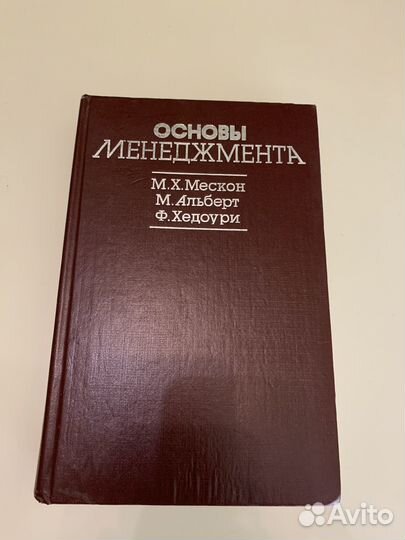 ОСНОВЫ
МЕНЕДЖМЕНТА
М.Х.Мескон
М.Альберт
Ф.Хедоури
Avito